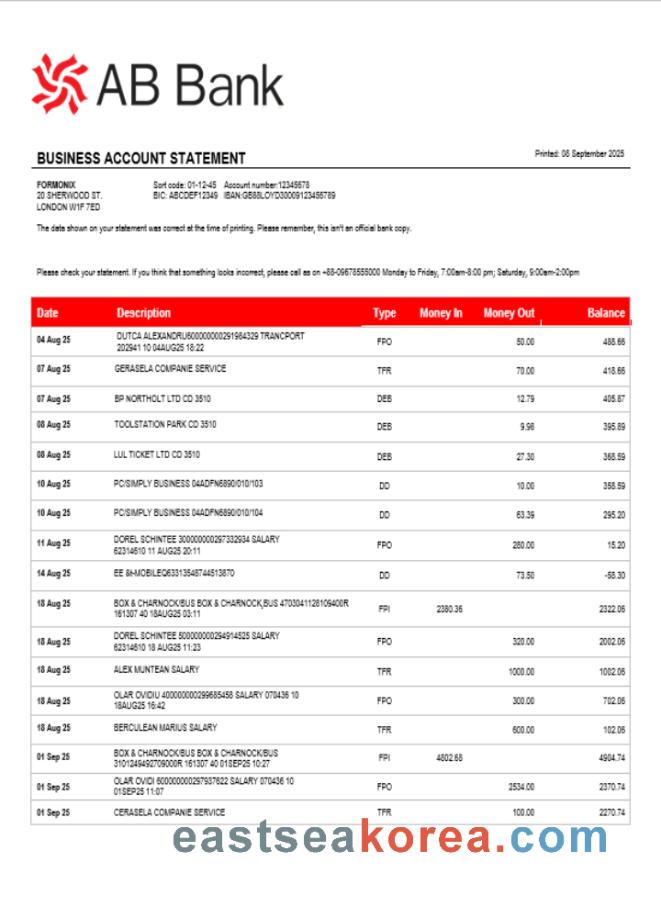 AB Bank
BUSINESS ACCOUNT STATEMENT
Printed: 08 September 2025
FORMONIX
20 SHERWOOD ST.
LONDON W1F 7ED
Sort code: 01-12-45 Account number:12345678
BIC: ABCDEF12349 IBAN:GB88LOYD30009123456789
The data shown on your statement was correct at the time of printing. Please remember, this isn't an official bank copy.
Please check your statement. If you think that something looks incorrect, please call as on +88-09678555000 Monday to Friday, 7:00am-8:00 pm; Saturday, 9:00am-2:00pm
Date Description Type Money In Money Out Balance
04 Aug 25 DUTCA ALEXANDRU600000000291984329 TRANCPORT
202941 10 04AUG25 18:22 FPO 50.00 488.66
07 Aug 25 GERASELA COMPANIE SERVICE TFR 70.00 418.66
07 Aug 25 BP NORTHOLT LTD CD 3510 DEB 12.79 405.87
08 Aug 25 TOOLSTATION PARK CD 3510 DEB 9.98 395.89
08 Aug 25 LUL TICKET LTD CD 3510 DEB 27.30 368.59
10 Aug 25 PC/SIMPLY BUSINESS 04ADFN6890/010/103 DD 10.00 358.59
10 Aug 25 PC/SIMPLY BUSINESS 04ADFN6890/010/104 DD 63.39 295.20
11 Aug 25 DOREL SCHINTEE 300000000297332934 SALARY
62314610 11 AUG25 20:11 FPO 280.00 15.20
14 Aug 25 EE &MOBILEQ63313548744513870 DD 73.50 -58.30
18 Aug 25 BOX & CHARNOCK/BUS BOX & CHARNOCK,BUS 4703041128109400R
161307 40 18AUG25 03:11 FPI 2380.36 2322.06
18 Aug 25 DOREL SCHINTEE 500000000294914525 SALARY
62314610 18 AUG25 11:23 FPO 320.00 2002.06
18 Aug 25 ALEX MUNTEAN SALARY TFR 1000.00 1002.06
18 Aug 25 OLAR OVIDIU 400000000299685458 SALARY 070436 10
18AUG25 16:42 FPO 300.00 702.06
18 Aug 25 BERCULEAN MARIUS SALARY TFR 600.00 102.06
01 Sep 25 BOX & CHARNOCK/BUS BOX & CHARNOCK/BUS
3101249492709000R 161307 40 01SEP25 10:27 FPI 4802.68 4904.74
01 Sep 25 OLAR OVIDI 600000000297937622 SALARY 070436 10
01SEP25 11:07 FPO 2534.00 2370.74
01 Sep 25 CERASELA COMPANIE SERVICE TFR 100.00 2270.74
eastseakorea.com